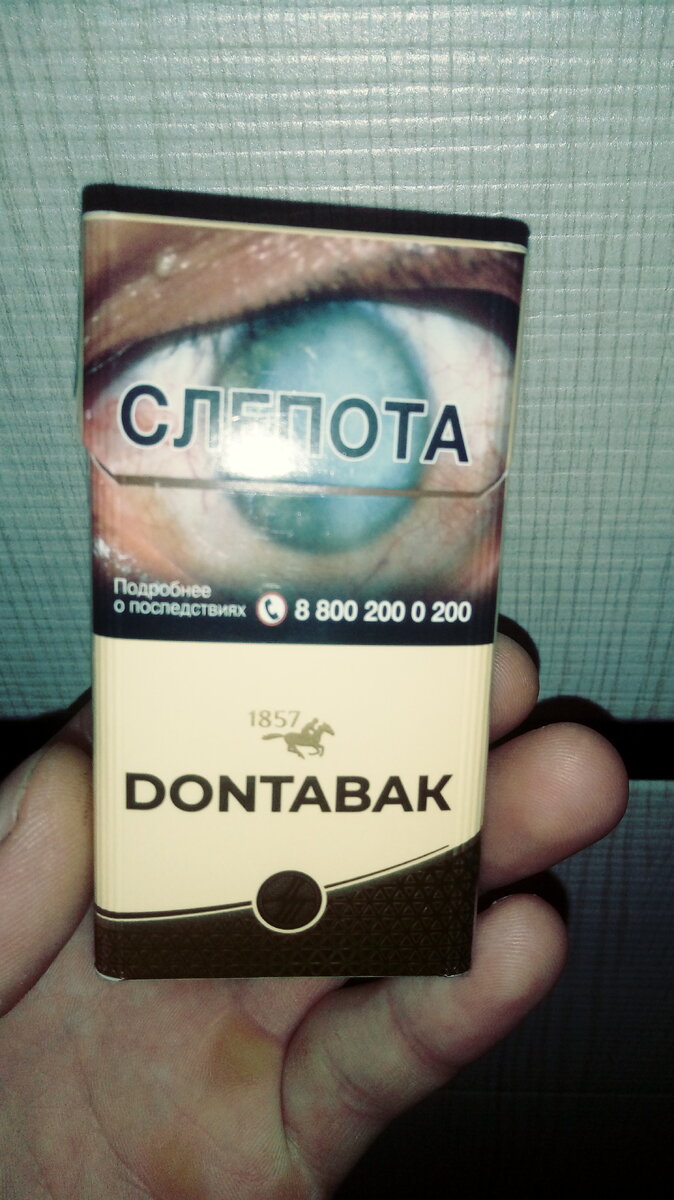 СЛЕПОТА
Подробнее
о последствиях 8 800 200 0 200
1857
DONTABAK